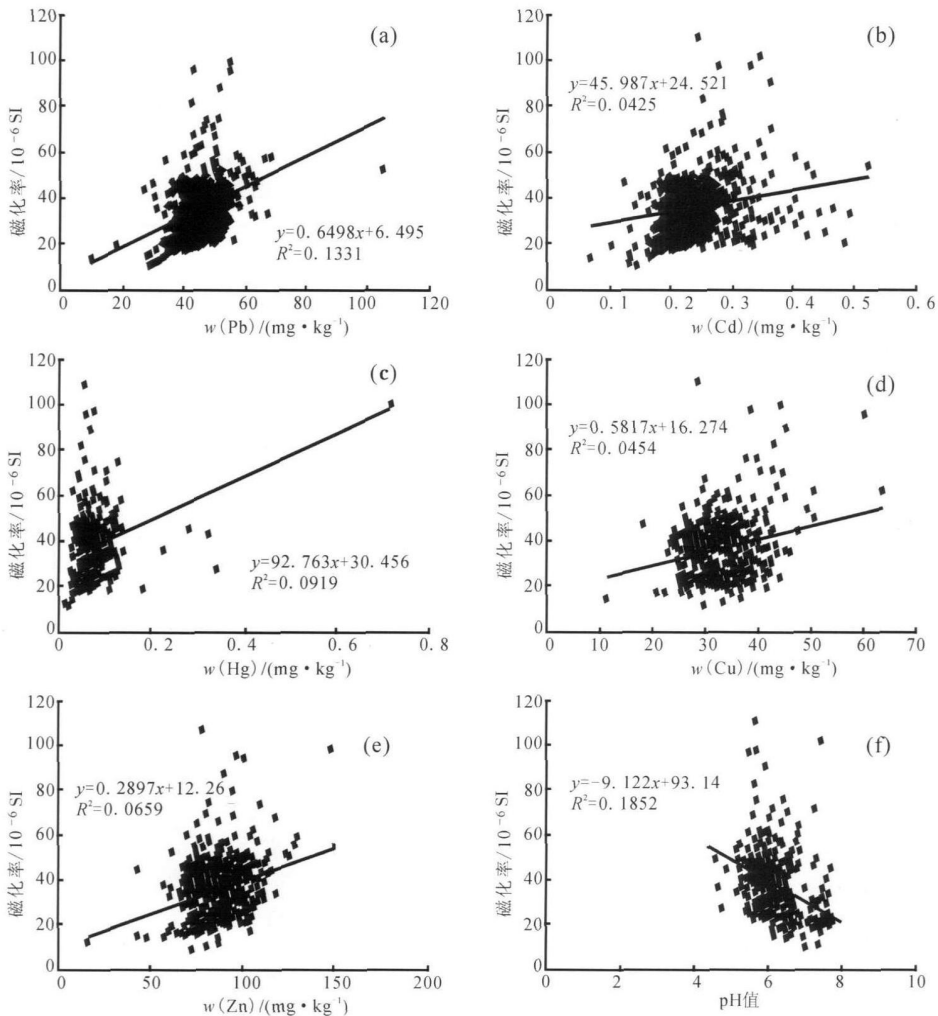 120
100
80
60
40
20
0
磁化率/10⁻⁶SI
(a)
y=0.6498x+6.495
R²=0.1331
0 20 40 60 80 100 120
w(Pb)/(mg·kg⁻¹)
120
100
80
60
40
20
0
磁化率/10⁻⁶SI
(b)
y=45.987x+24.521
R²=0.0425
0 0.1 0.2 0.3 0.4 0.5 0.6
w(Cd)/(mg·kg⁻¹)
120
100
80
60
40
20
0
磁化率/10⁻⁶SI
(c)
y=92.763x+30.456
R²=0.0919
0 0.2 0.4 0.6 0.8
w(Hg)/(mg·kg⁻¹)
120
100
80
60
40
20
0
磁化率/10⁻⁶SI
(d)
y=0.5817x+16.274
R²=0.0454
10 20 30 40 50 60 70
w(Cu)/(mg·kg⁻¹)
120
100
80
60
40
20
0
磁化率/10⁻⁶SI
(e)
y=0.2897x+12.26
R²=0.0659
0 50 100 150 200
w(Zn)/(mg·kg⁻¹)
120
100
80
60
40
20
0
磁化率/10⁻⁶SI
(f)
y=-9.122x+93.14
R²=0.1852
0 2 4 6 8 10
pH值